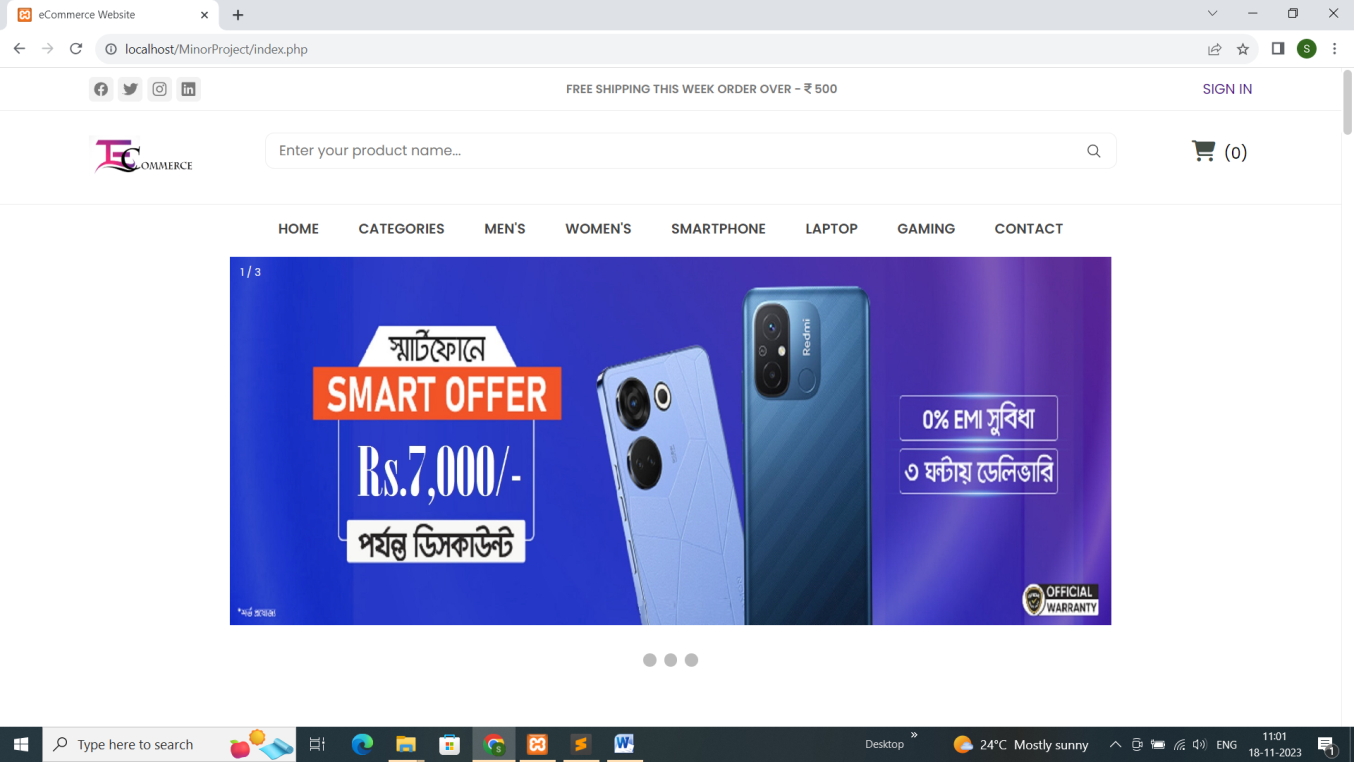 eCommerce Website
localhost/MinorProject/index.php
S
FREE SHIPPING THIS WEEK ORDER OVER - ₹ 500
SIGN IN
TEC OMMERCE
Enter your product name...
(0)
HOME CATEGORIES MEN'S WOMEN'S SMARTPHONE LAPTOP GAMING CONTACT
1 / 3
স্মার্টফোনে
SMART OFFER
Rs.7,000/-
পর্যন্ত ডিসকাউন্ট
*শর্ত প্রযোজ্য
Redmi
0% EMI সুবিধা
৩ ঘন্টায় ডেলিভারি
OFFICIAL
WARRANTY
Type here to search
Desktop
24°C Mostly sunny
ENG
11:01
18-11-2023
1